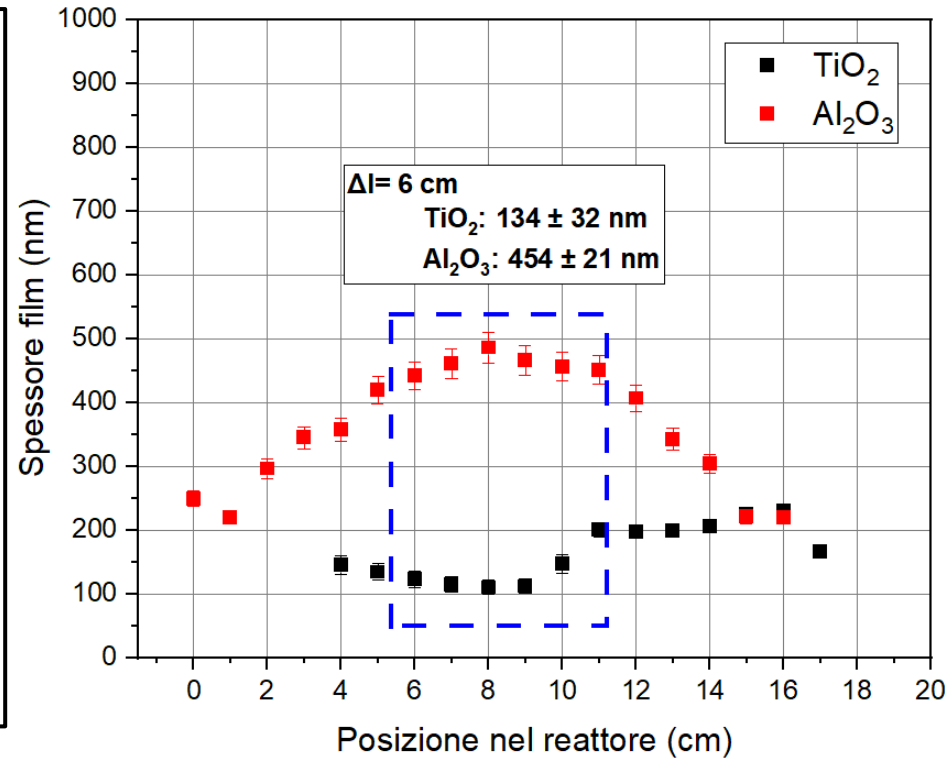 1000
900
800
700
600
500
400
300
200
100
0
Spessore film (nm)
TiO₂
Al₂O₃
Δl= 6 cm
TiO₂: 134 ± 32 nm
Al₂O₃: 454 ± 21 nm
0 2 4 6 8 10 12 14 16 18 20
Posizione nel reattore (cm)